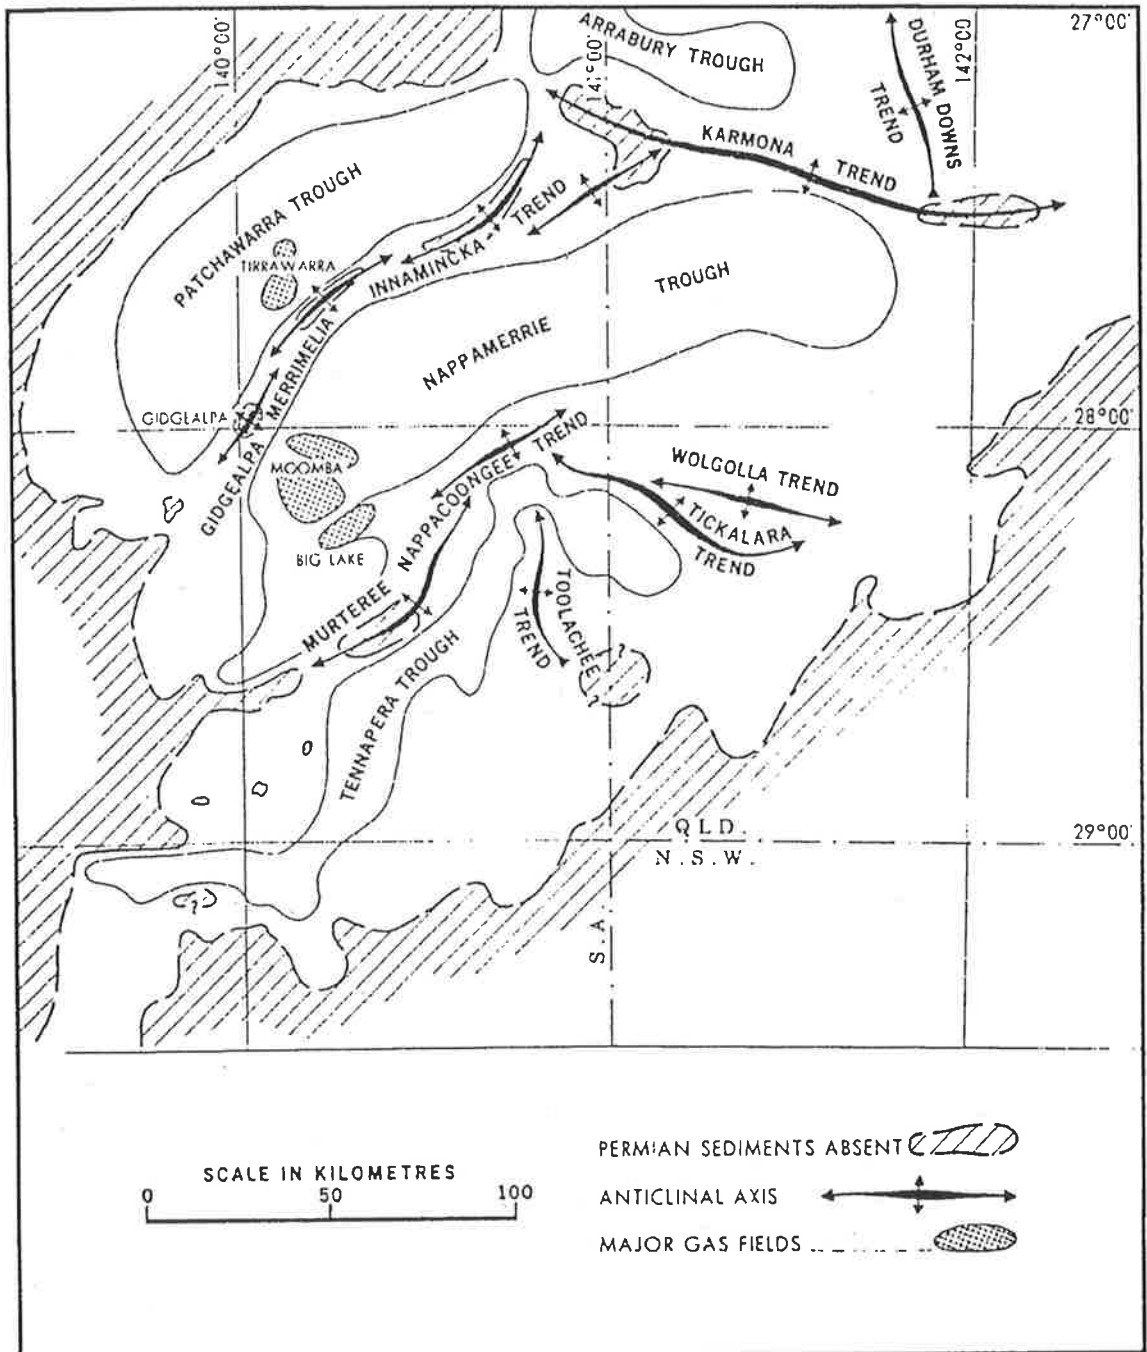 140°00'
ARRABURY TROUGH
141°00'
DURHAM DOWNS
TREND
142°00'
27°00'
KARMONA TREND
PATCHAWARRA TROUGH
TIRRAWARRA
INNAMINCKA - TREND
NAPPAMERRIE TROUGH
GIDGEALPA
GIDGEALPA MERRIMELIA
28°00'
MOOMBA
BIG LAKE
MURTEREE NAPPACOONGEE TREND
WOLGOLLA TREND
TICKALARA
TREND
TOOLACHEE
TREND
?
?
TENNAPERA TROUGH
QLD.
N.S.W.
29°00'
?
S.A.
SCALE IN KILOMETRES
0 50 100
PERMIAN SEDIMENTS ABSENT
ANTICLINAL AXIS
MAJOR GAS FIELDS